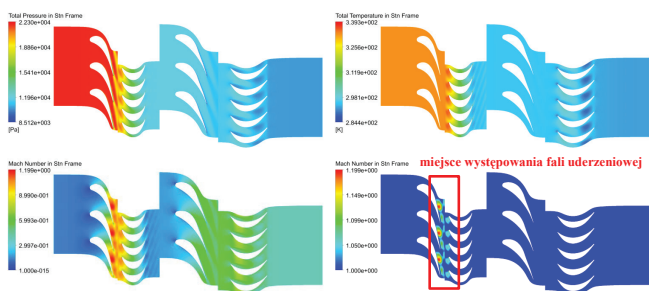 Total Pressure in Stn Frame
2.230e+004
1.886e+004
1.541e+004
1.196e+004
8.512e+003
[Pa]
Total Temperature in Stn Frame
3.393e+002
3.256e+002
3.119e+002
2.981e+002
2.844e+002
[K]
Mach Number in Stn Frame
1.199e+000
8.990e-001
5.993e-001
2.997e-001
1.000e-015
miejsce występowania fali uderzeniowej
Mach Number in Stn Frame
1.199e+000
1.149e+000
1.099e+000
1.050e+000
1.000e+000